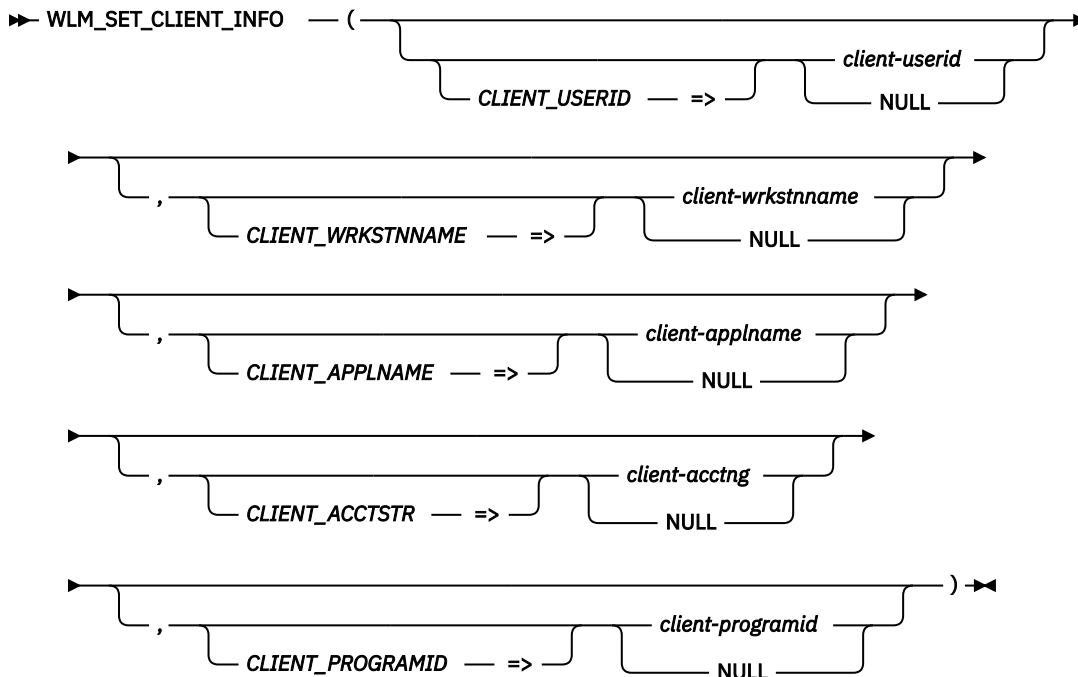 WLM_SET_CLIENT_INFO (
client-userid
CLIENT_USERID =>
NULL
, client-wrkstnname
CLIENT_WRKSTNNAME =>
NULL
, client-applname
CLIENT_APPLNAME =>
NULL
, client-acctng
CLIENT_ACCTSTR =>
NULL
)
, client-programid
CLIENT_PROGRAMID =>
NULL